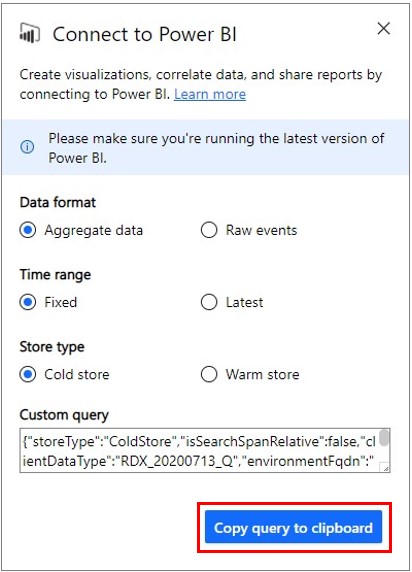 Connect to Power BI
Create visualizations, correlate data, and share reports by
connecting to Power BI. Learn more
Please make sure you're running the latest version of
Power BI.
Data format
Aggregate data
Raw events
Time range
Fixed
Latest
Store type
Cold store
Warm store
Custom query
{"storeType":"ColdStore","isSearchSpanRelative":false,"cl
ientDataType":"RDX_20200713_Q","environmentFqdn":"
Copy query to clipboard